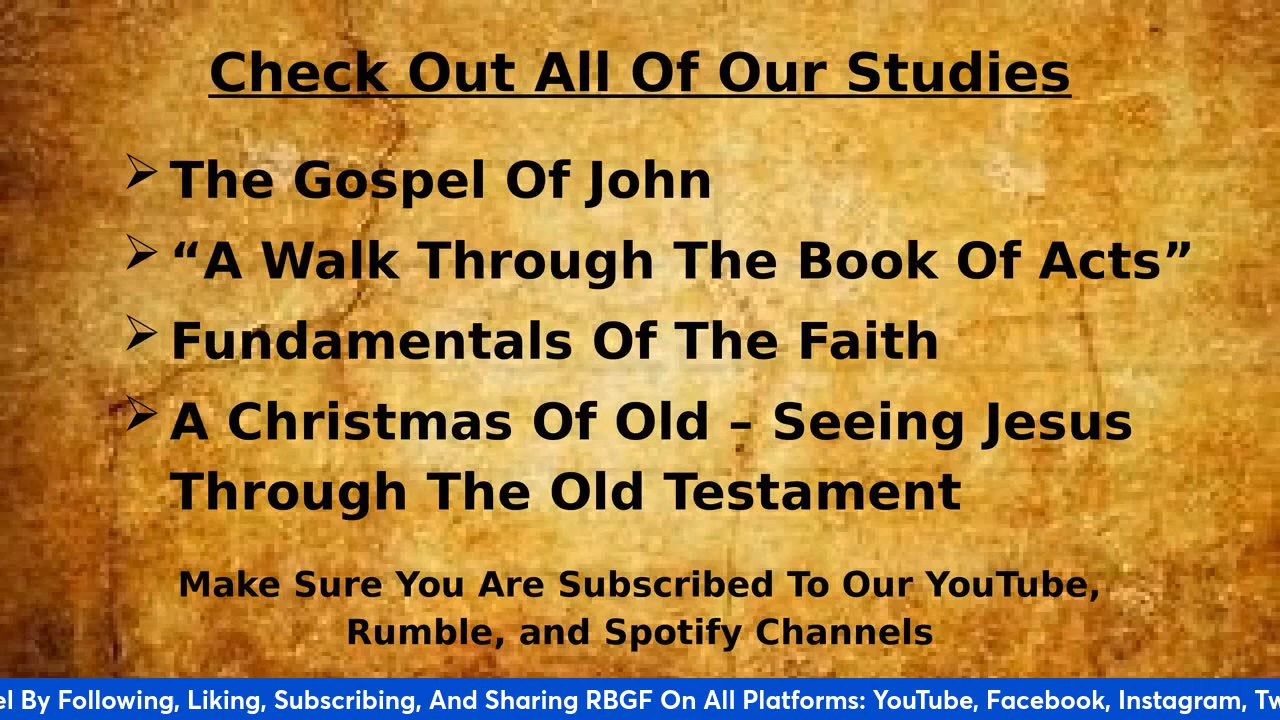 Check Out All Of Our Studies
The Gospel Of John
“A Walk Through The Book Of Acts”
Fundamentals Of The Faith
A Christmas Of Old – Seeing Jesus
Through The Old Testament
Make Sure You Are Subscribed To Our YouTube,
Rumble, and Spotify Channels
By Following, Liking, Subscribing, And Sharing RBGF On All Platforms: YouTube, Facebook, Instagram,